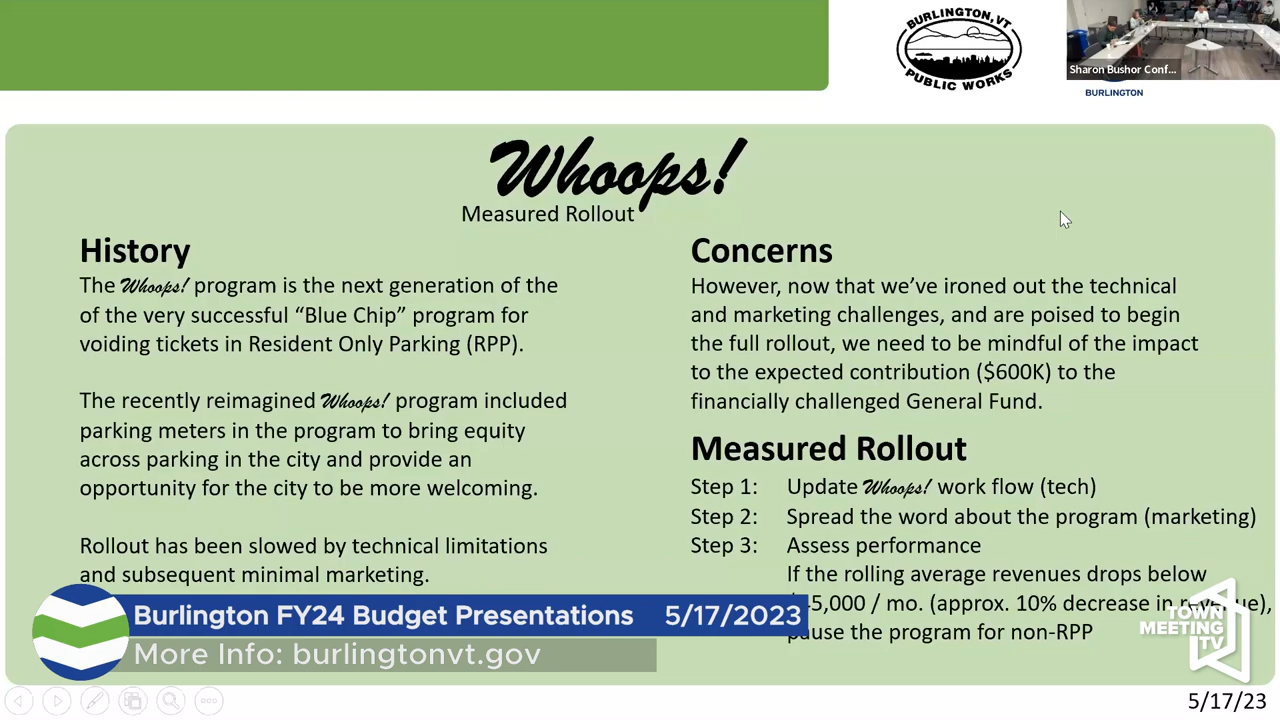 BURLINGTON, VT
PUBLIC WORKS
Sharon Bushor Conf...
BURLINGTON
Whoops!
Measured Rollout
History
The Whoops! program is the next generation of the
of the very successful “Blue Chip” program for
voiding tickets in Resident Only Parking (RPP).
The recently reimagined Whoops! program included
parking meters in the program to bring equity
across parking in the city and provide an
opportunity for the city to be more welcoming.
Rollout has been slowed by technical limitations
and subsequent minimal marketing.
Concerns
However, now that we’ve ironed out the technical
and marketing challenges, and are poised to begin
the full rollout, we need to be mindful of the impact
to the expected contribution ($600K) to the
financially challenged General Fund.
Measured Rollout
Step 1: Update Whoops! work flow (tech)
Step 2: Spread the word about the program (marketing)
Step 3: Assess performance
If the rolling average revenues drops below
/ mo. (approx. 10% decrease in
pause the program for non-RPP
Burlington FY24 Budget Presentations 5/17/2023
More Info: burlingtonvt.gov
TOWN
MEETING
TV
5/17/23